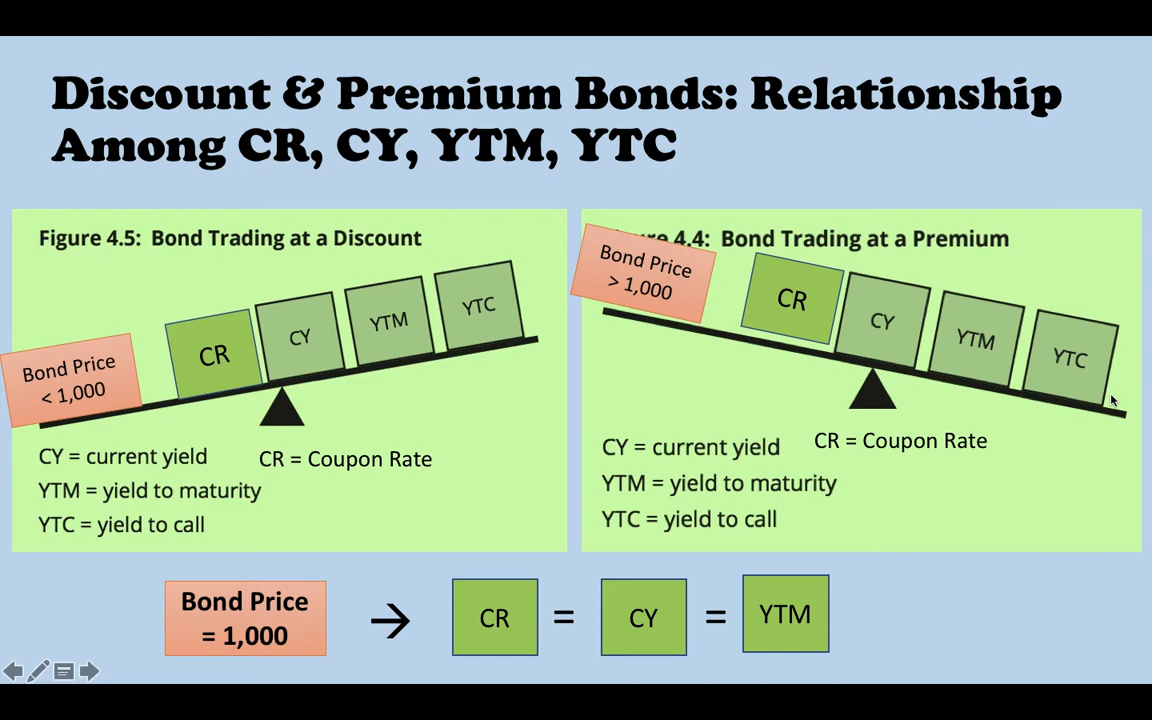 Discount & Premium Bonds: Relationship
Among CR, CY, YTM, YTC
Figure 4.5: Bond Trading at a Discount
Bond Price
< 1,000
CR
CY
YTM
YTC
CY = current yield
CR = Coupon Rate
YTM = yield to maturity
YTC = yield to call
4.4: Bond Trading at a Premium
Bond Price
> 1,000
CR
CY
YTM
YTC
CY = current yield
CR = Coupon Rate
YTM = yield to maturity
YTC = yield to call
Bond Price
= 1,000
→
CR
=
CY
=
YTM